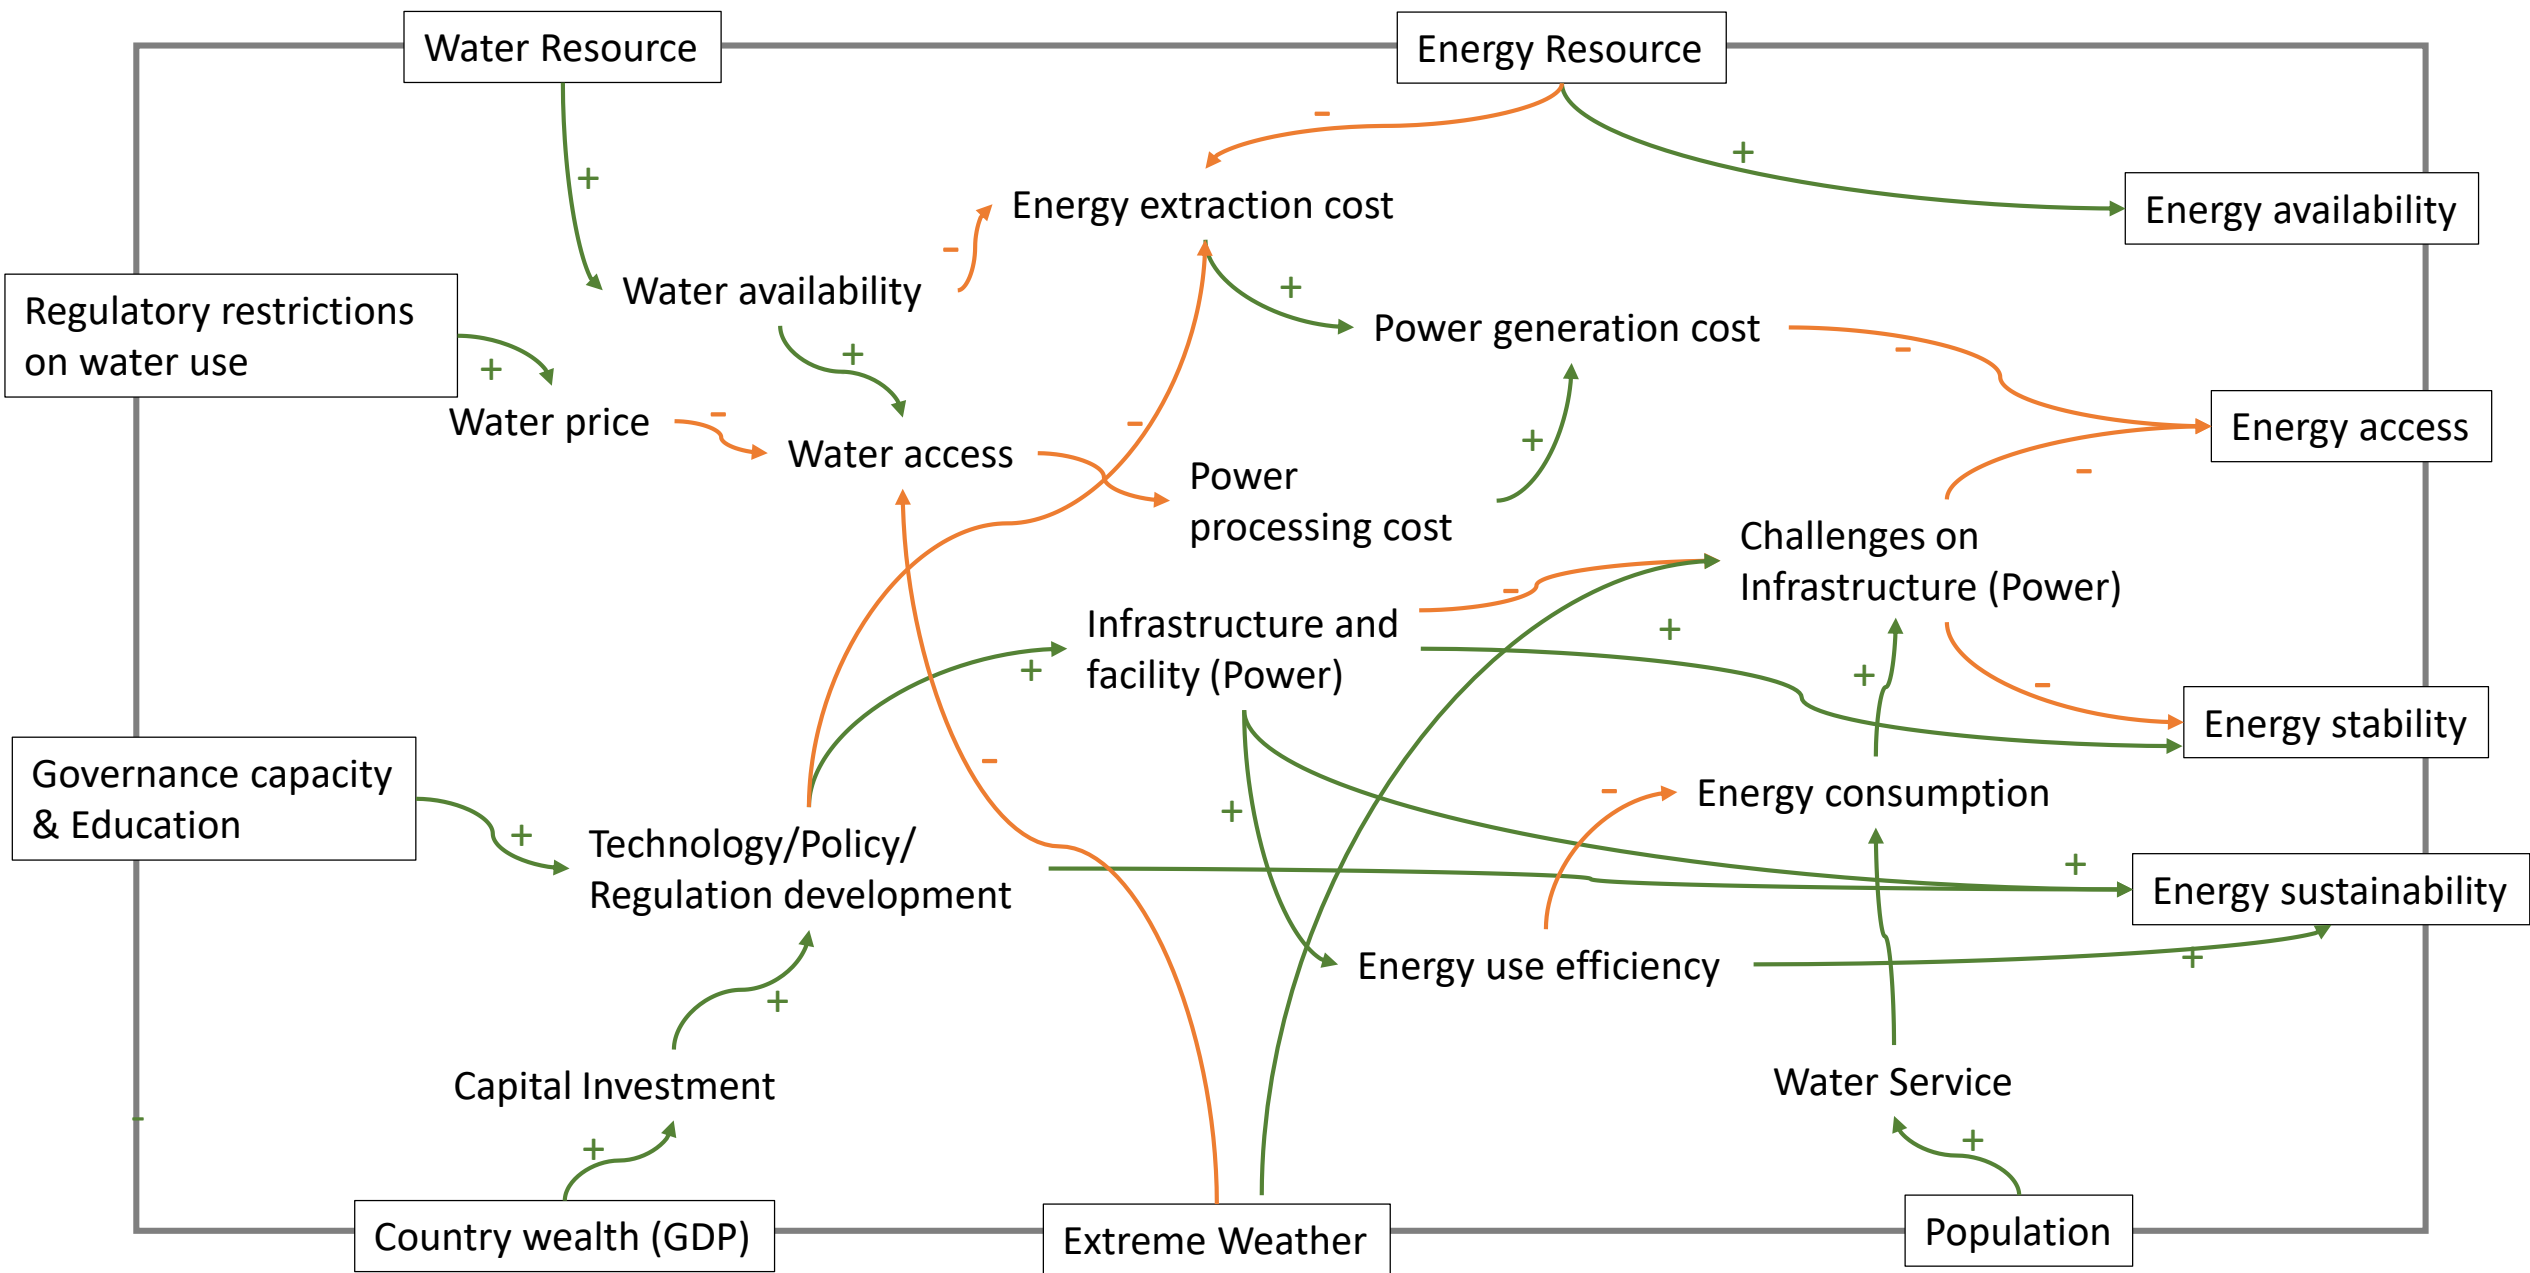 Water Resource
Energy Resource
-
+
+
Energy extraction cost
Energy availability
-
Water availability
+
Regulatory restrictions
on water use
Power generation cost
+
+
-
Water price
-
Water access
-
Energy access
+
-
Power
processing cost
Challenges on
Infrastructure (Power)
-
Infrastructure and
facility (Power)
+
+
+
-
Energy stability
-
Governance capacity
& Education
+
+
-
Energy consumption
Technology/Policy/
Regulation development
+
Energy sustainability
Energy use efficiency
+
+
Capital Investment
Water Service
-
+
+
Country wealth (GDP)
Extreme Weather
Population